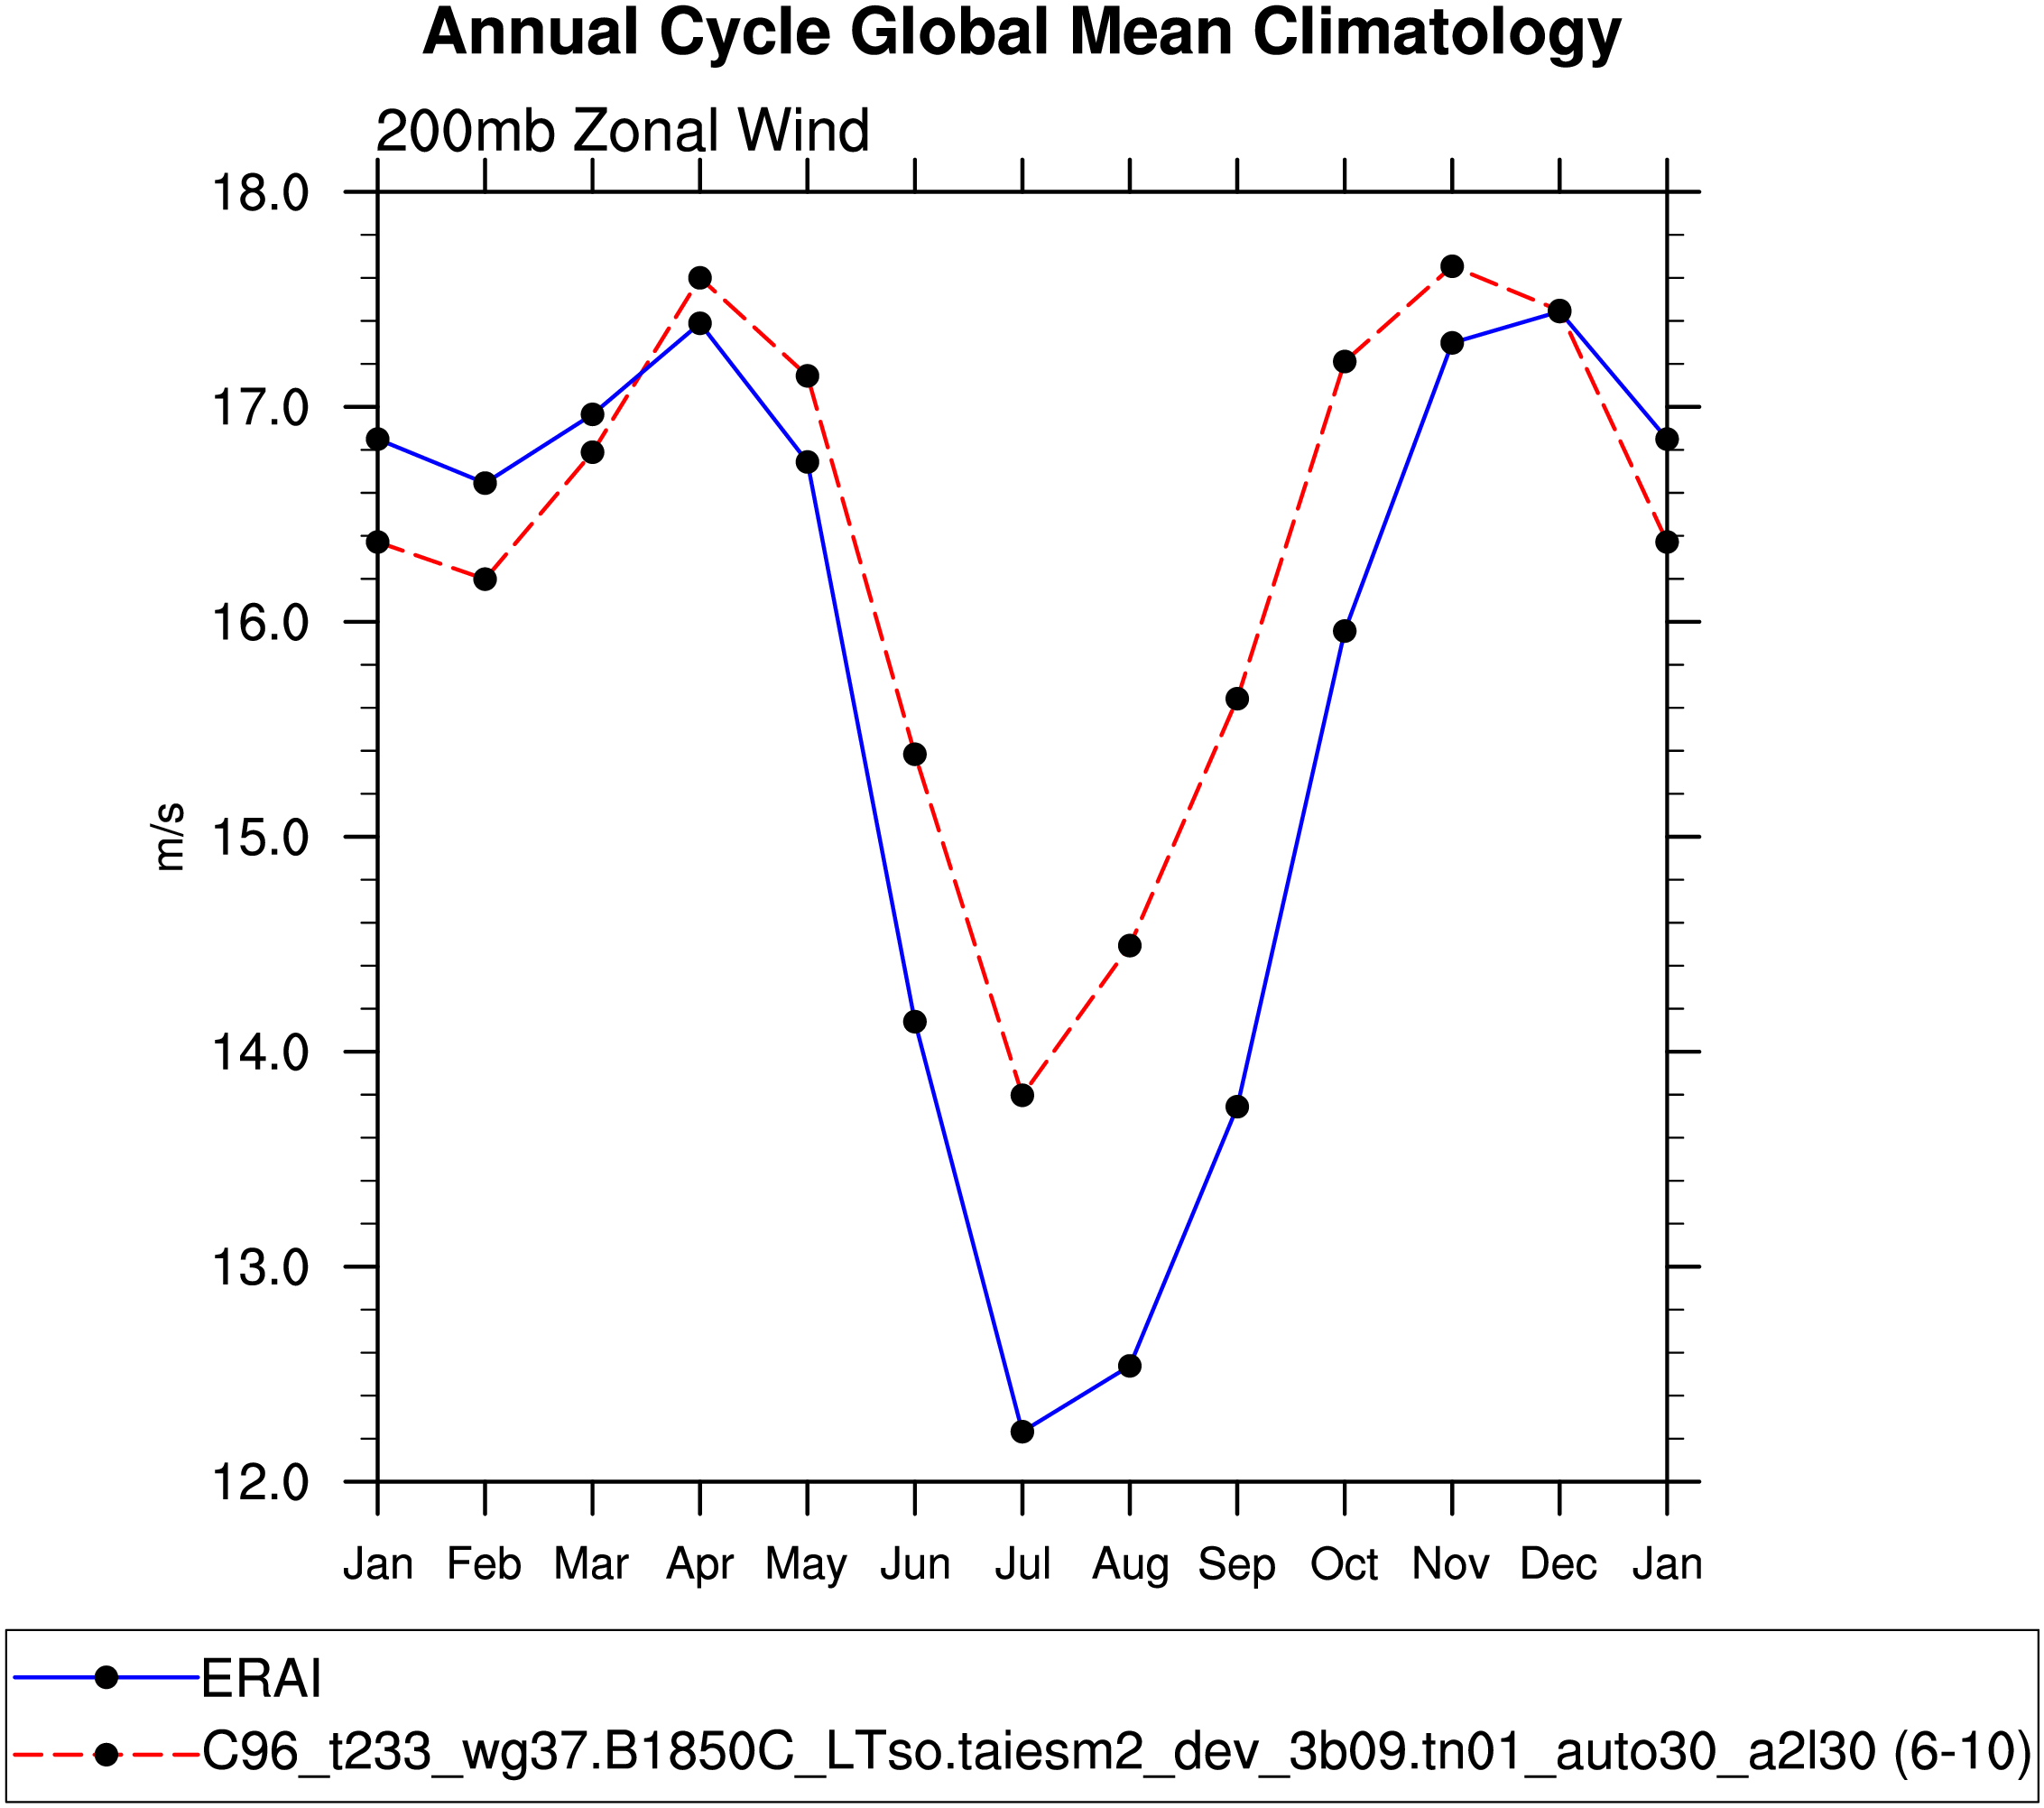 Annual Cycle Global Mean Climatology
200mb Zonal Wind
18.0
17.0
16.0
15.0
14.0
13.0
12.0
m/s
Jan Feb Mar Apr May Jun Jul Aug Sep Oct Nov Dec Jan
ERAI
C96_t233_wg37.B1850C_LTso.taiesm2_dev_3b09.tn01_auto30_a2l30 (6-10)